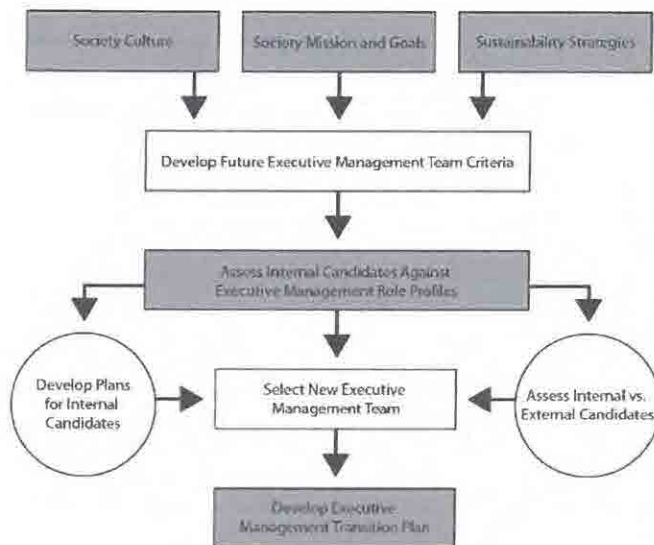 Society Culture
Society Mission and Goals
Sustainability Strategies
Develop Future Executive Management Team Criteria
Assess Internal Candidates Against
Executive Management Role Profiles
Develop Plans
for Internal
Candidates
Select New Executive
Management Team
Assess Internal vs.
External Candidates
Develop Executive
Management Transition Plan